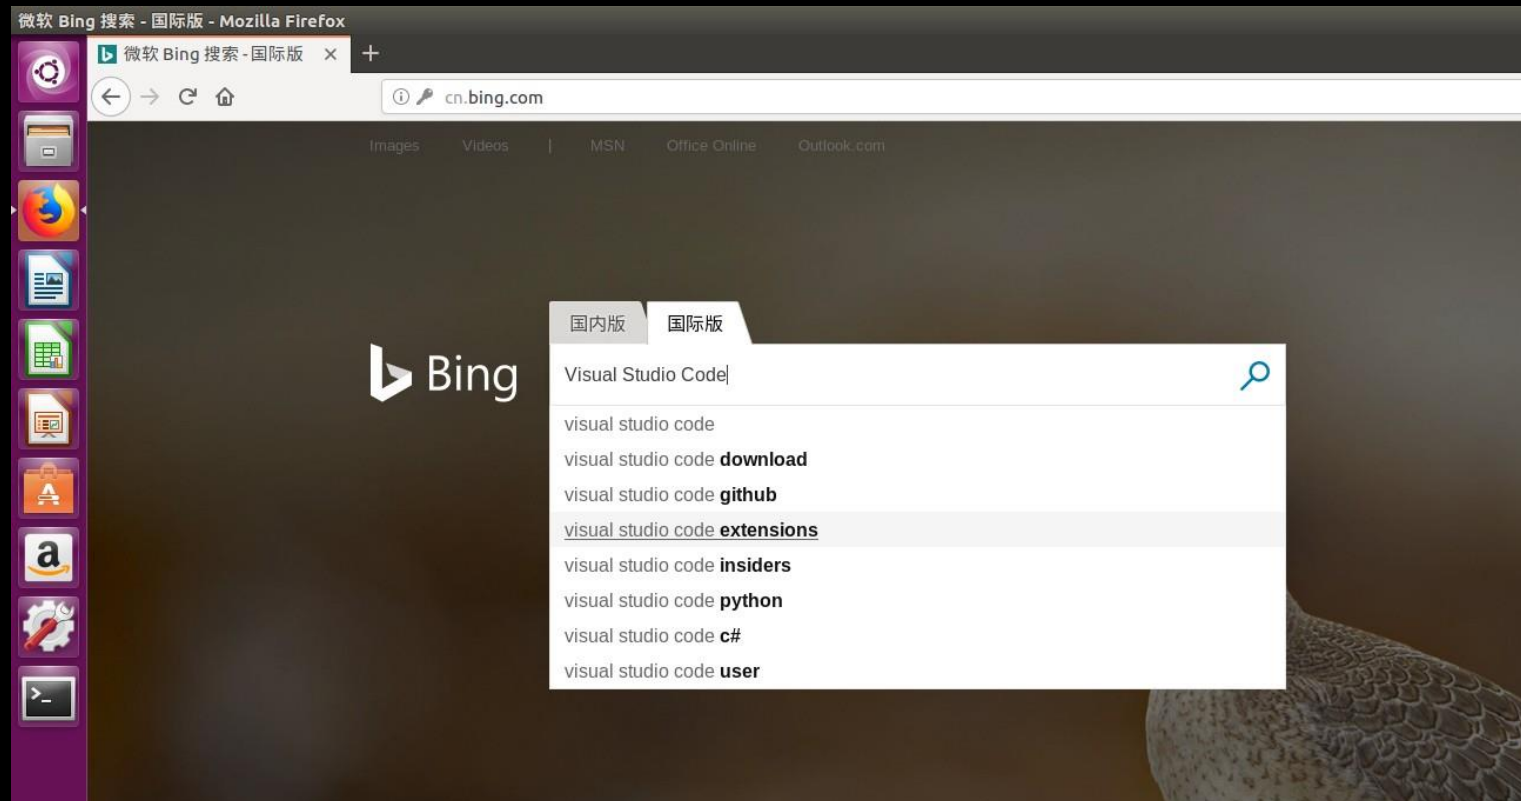 微软 Bing 搜索 - 国际版 - Mozilla Firefox
微软 Bing 搜索 - 国际版
cn.bing.com
Images Videos | MSN Office Online Outlook.com
国内版 国际版
Bing
Visual Studio Code
visual studio code
visual studio code download
visual studio code github
visual studio code extensions
visual studio code insiders
visual studio code python
visual studio code c#
visual studio code user